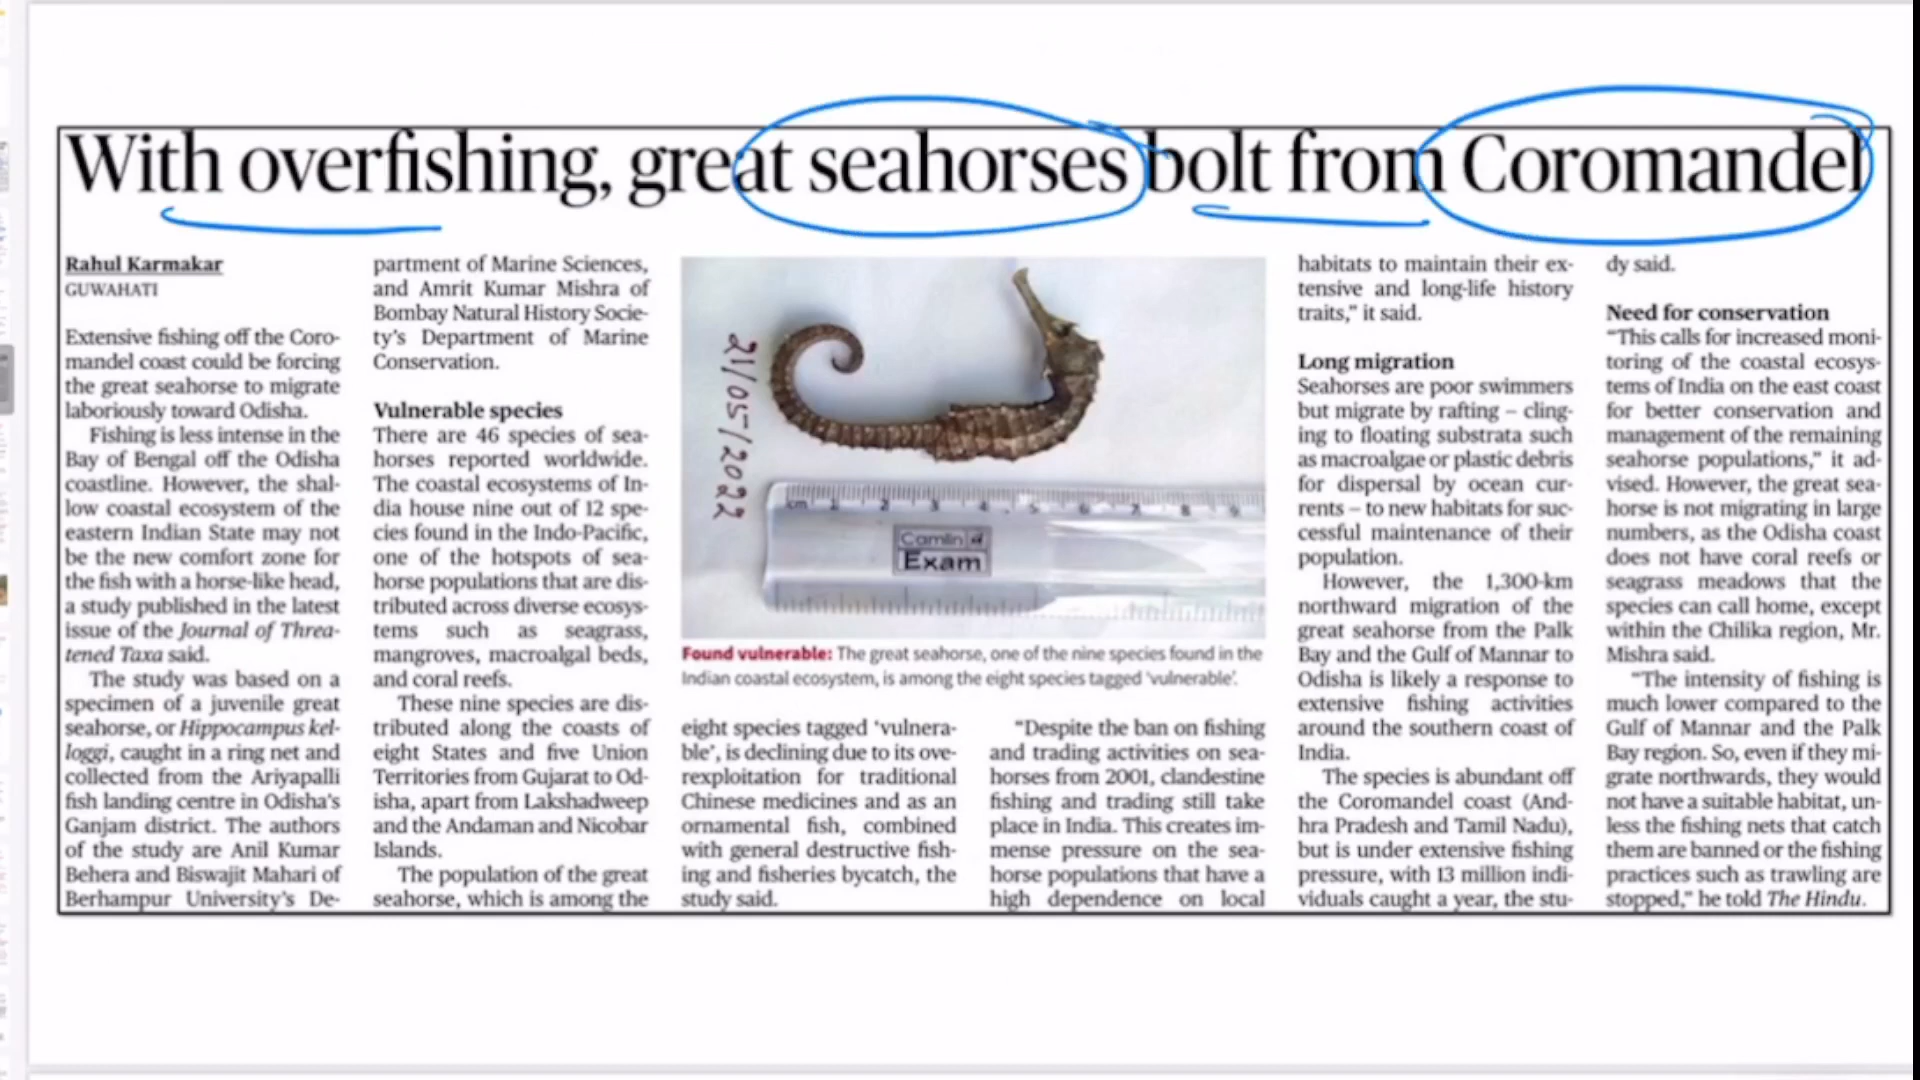 With overfishing, great seahorses bolt from Coromandel
Rahul Karmakar
GUWAHATI
Extensive fishing off the Coro-
mandel coast could be forcing
the great seahorse to migrate
laboriously toward Odisha.
Fishing is less intense in the
Bay of Bengal off the Odisha
coastline. However, the shal-
low coastal ecosystem of the
eastern Indian State may not
be the new comfort zone for
the fish with a horse-like head,
a study published in the latest
issue of the Journal of Threa-
tened Taxa said.
The study was based on a
specimen of a juvenile great
seahorse, or Hippocampus kel-
loggi, caught in a ring net and
collected from the Ariyapalli
fish landing centre in Odisha's
Ganjam district. The authors
of the study are Anil Kumar
Behera and Biswajit Mahari of
Berhampur University's De-
partment of Marine Sciences,
and Amrit Kumar Mishra of
Bombay Natural History Socie-
ty's Department of Marine
Conservation.
Vulnerable species
There are 46 species of sea-
horses reported worldwide.
The coastal ecosystems of In-
dia house nine out of 12 spe-
cies found in the Indo-Pacific,
one of the hotspots of sea-
horse populations that are dis-
tributed across diverse ecosys-
tems such as seagrass,
mangroves, macroalgal beds,
and coral reefs.
These nine species are dis-
tributed along the coasts of
eight States and five Union
Territories from Gujarat to Od-
isha, apart from Lakshadweep
and the Andaman and Nicobar
Islands.
The population of the great
seahorse, which is among the
21/05/2022
cm 1 2 3 4 5 6 7 8 9
Camlin
Exam
Found vulnerable: The great seahorse, one of the nine species found in the
Indian coastal ecosystem, is among the eight species tagged 'vulnerable'.
eight species tagged 'vulnera-
ble', is declining due to its ove-
rexploitation for traditional
Chinese medicines and as an
ornamental fish, combined
with general destructive fish-
ing and fisheries bycatch, the
study said.
"Despite the ban on fishing
and trading activities on sea-
horses from 2001, clandestine
fishing and trading still take
place in India. This creates im-
mense pressure on the sea-
horse populations that have a
high dependence on local
habitats to maintain their ex-
tensive and long-life history
traits," it said.
Long migration
Seahorses are poor swimmers
but migrate by rafting – cling-
ing to floating substrata such
as macroalgae or plastic debris
for dispersal by ocean cur-
rents – to new habitats for suc-
cessful maintenance of their
population.
However, the 1,300-km
northward migration of the
great seahorse from the Palk
Bay and the Gulf of Mannar to
Odisha is likely a response to
extensive fishing activities
around the southern coast of
India.
The species is abundant off
the Coromandel coast (And-
hra Pradesh and Tamil Nadu),
but is under extensive fishing
pressure, with 13 million indi-
viduals caught a year, the stu-
dy said.
Need for conservation
"This calls for increased moni-
toring of the coastal ecosys-
tems of India on the east coast
for better conservation and
management of the remaining
seahorse populations," it ad-
vised. However, the great sea-
horse is not migrating in large
numbers, as the Odisha coast
does not have coral reefs or
seagrass meadows that the
species can call home, except
within the Chilika region, Mr.
Mishra said.
"The intensity of fishing is
much lower compared to the
Gulf of Mannar and the Palk
Bay region. So, even if they mi-
grate northwards, they would
not have a suitable habitat, un-
less the fishing nets that catch
them are banned or the fishing
practices such as trawling are
stopped," he told The Hindu.